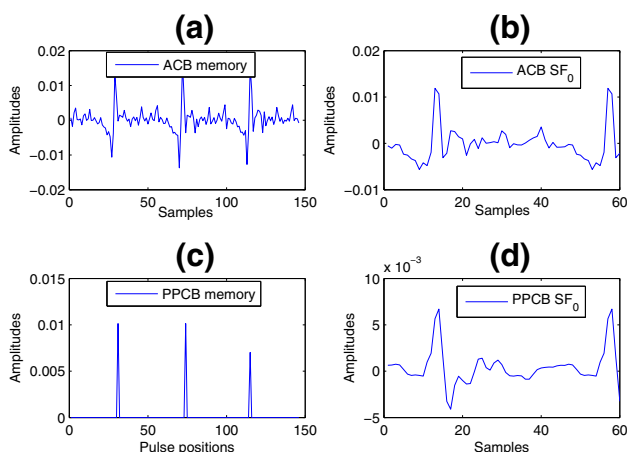 (a)
ACB memory
0.02
0.01
0
−0.01
−0.02
Amplitudes
0
50
100
150
Samples
(b)
ACB SF0
0.02
0.01
0
−0.01
Amplitudes
0
20
40
60
Samples
(c)
PPCB memory
0.015
0.01
0.005
0
Amplitudes
0
50
100
150
Pulse positions
(d)
x 10−3
PPCB SF0
10
5
0
−5
Amplitudes
0
20
40
60
Samples